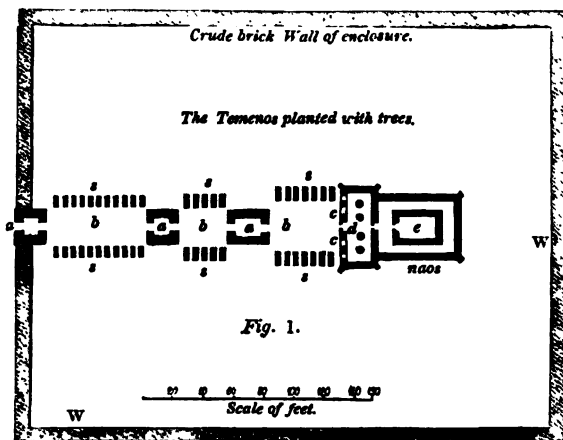 Crude brick Wall of enclosure.
The Temenos planted with trees.
s s s
a b a b a b c d e
c
W
s s s
naos
Fig. 1.
Scale of feet.
W